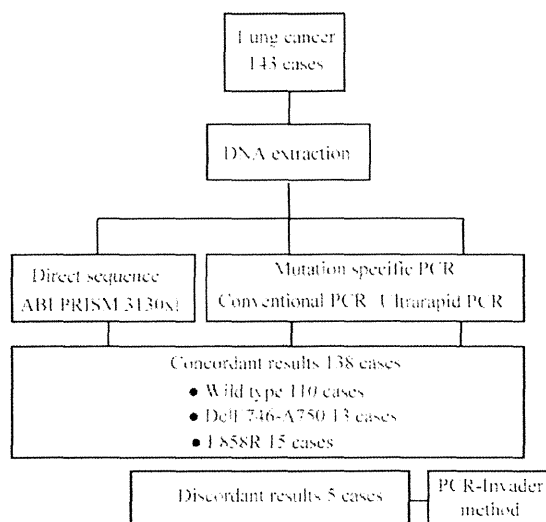 Lung cancer
143 cases
DNA extraction
Direct sequence
ABI PRISM 3130xl
Mutation specific PCR
Conventional PCR Ultrarapid PCR
Concordant results 138 cases
● Wild type 110 cases
● DelE746-A750 13 cases
● L858R 15 cases
Discordant results 5 cases
PCR-Invader
method